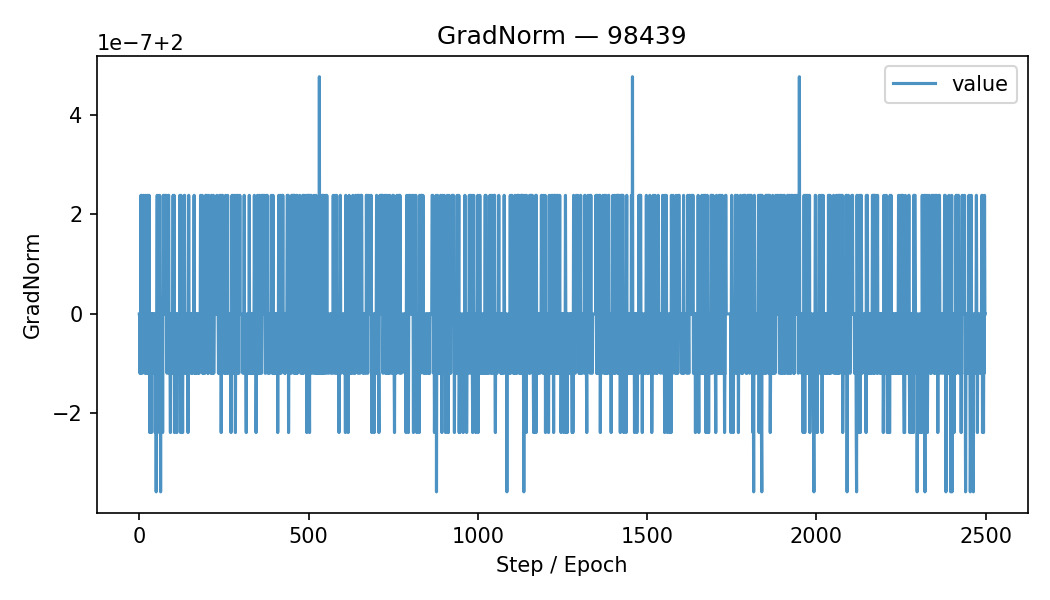 GradNorm — 98439
1e−7+2
value
4
2
0
−2
GradNorm
0 500 1000 1500 2000 2500
Step / Epoch